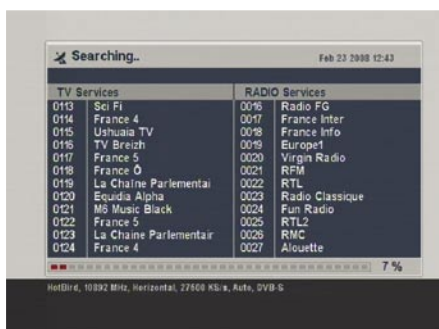 Searching..
Feb 23 2008 12:43
TV Services
RADIO Services
0113 Sci Fi
0016 Radio FG
0114 France 4
0017 France Inter
0115 Ushuaia TV
0018 France Info
0116 TV Breizh
0019 Europe1
0117 France 5
0020 Virgin Radio
0118 France Ô
0021 RFM
0119 La Chaîne Parlementai
0022 RTL
0120 Equidia Alpha
0023 Radio Classique
0121 M6 Music Black
0024 Fun Radio
0122 France 5
0025 RTL2
0123 La Chaine Parlementair
0026 RMC
0124 France 4
0027 Alouette
7 %
HotBird, 10892 MHz, Horizontal, 27500 KS/s, Auto, DVB-S